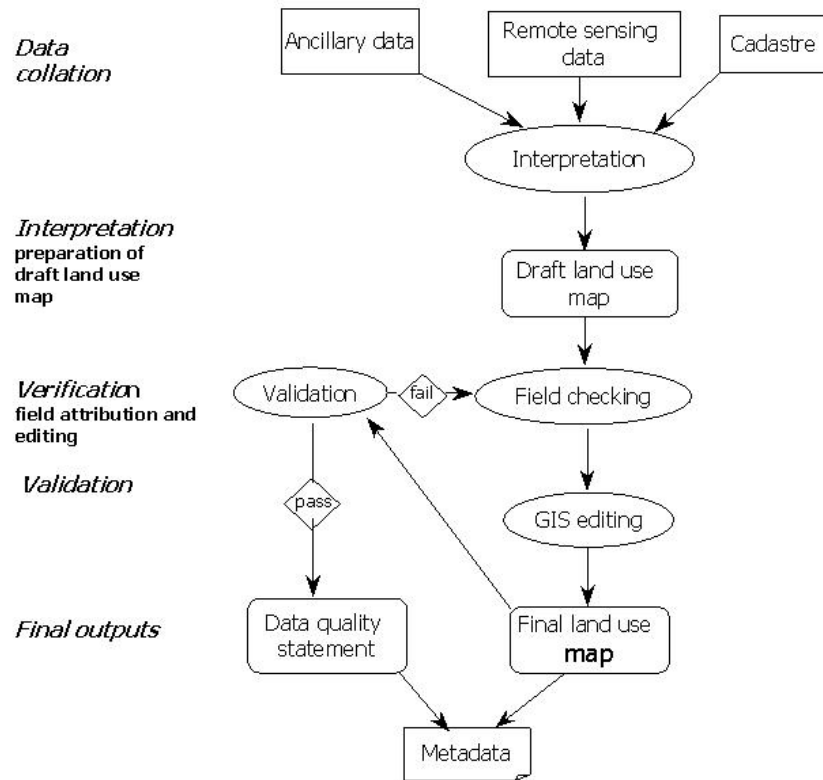 Data
collation
Ancillary data
Remote sensing
data
Cadastre
Interpretation
Interpretation
preparation of
draft land use
map
Draft land use
map
Verification
field attribution and
editing
Validation
fail
Field checking
Validation
pass
GIS editing
Final outputs
Data quality
statement
Final land use
map
Metadata